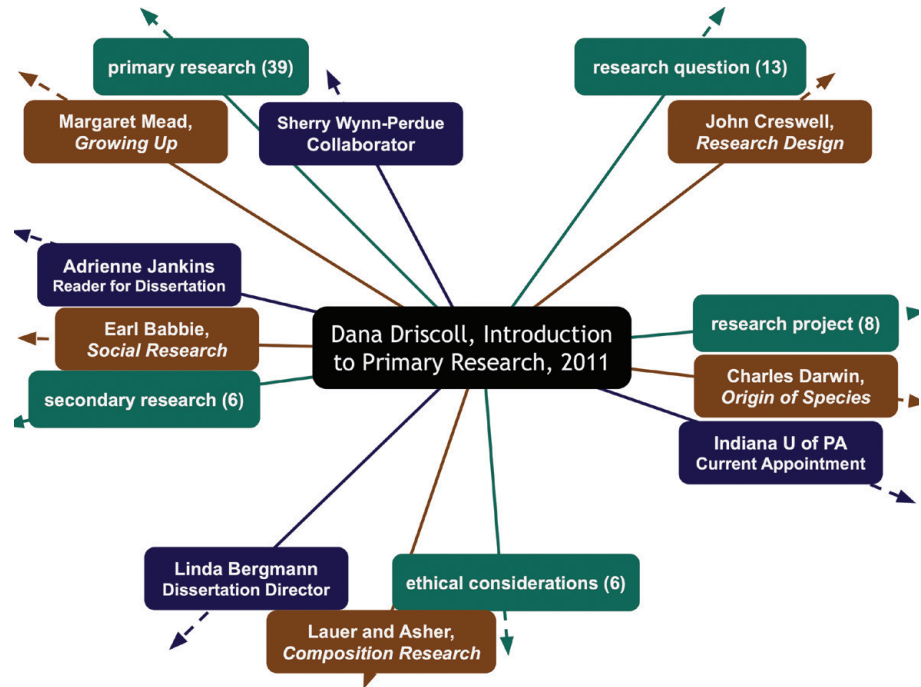 primary research (39)
research question (13)
Margaret Mead,
Growing Up
Sherry Wynn-Perdue
Collaborator
John Creswell,
Research Design
Adrienne Jankins
Reader for Dissertation
Earl Babbie,
Social Research
secondary research (6)
Dana Driscoll, Introduction
to Primary Research, 2011
research project (8)
Charles Darwin,
Origin of Species
Indiana U of PA
Current Appointment
Linda Bergmann
Dissertation Director
ethical considerations (6)
Lauer and Asher,
Composition Research